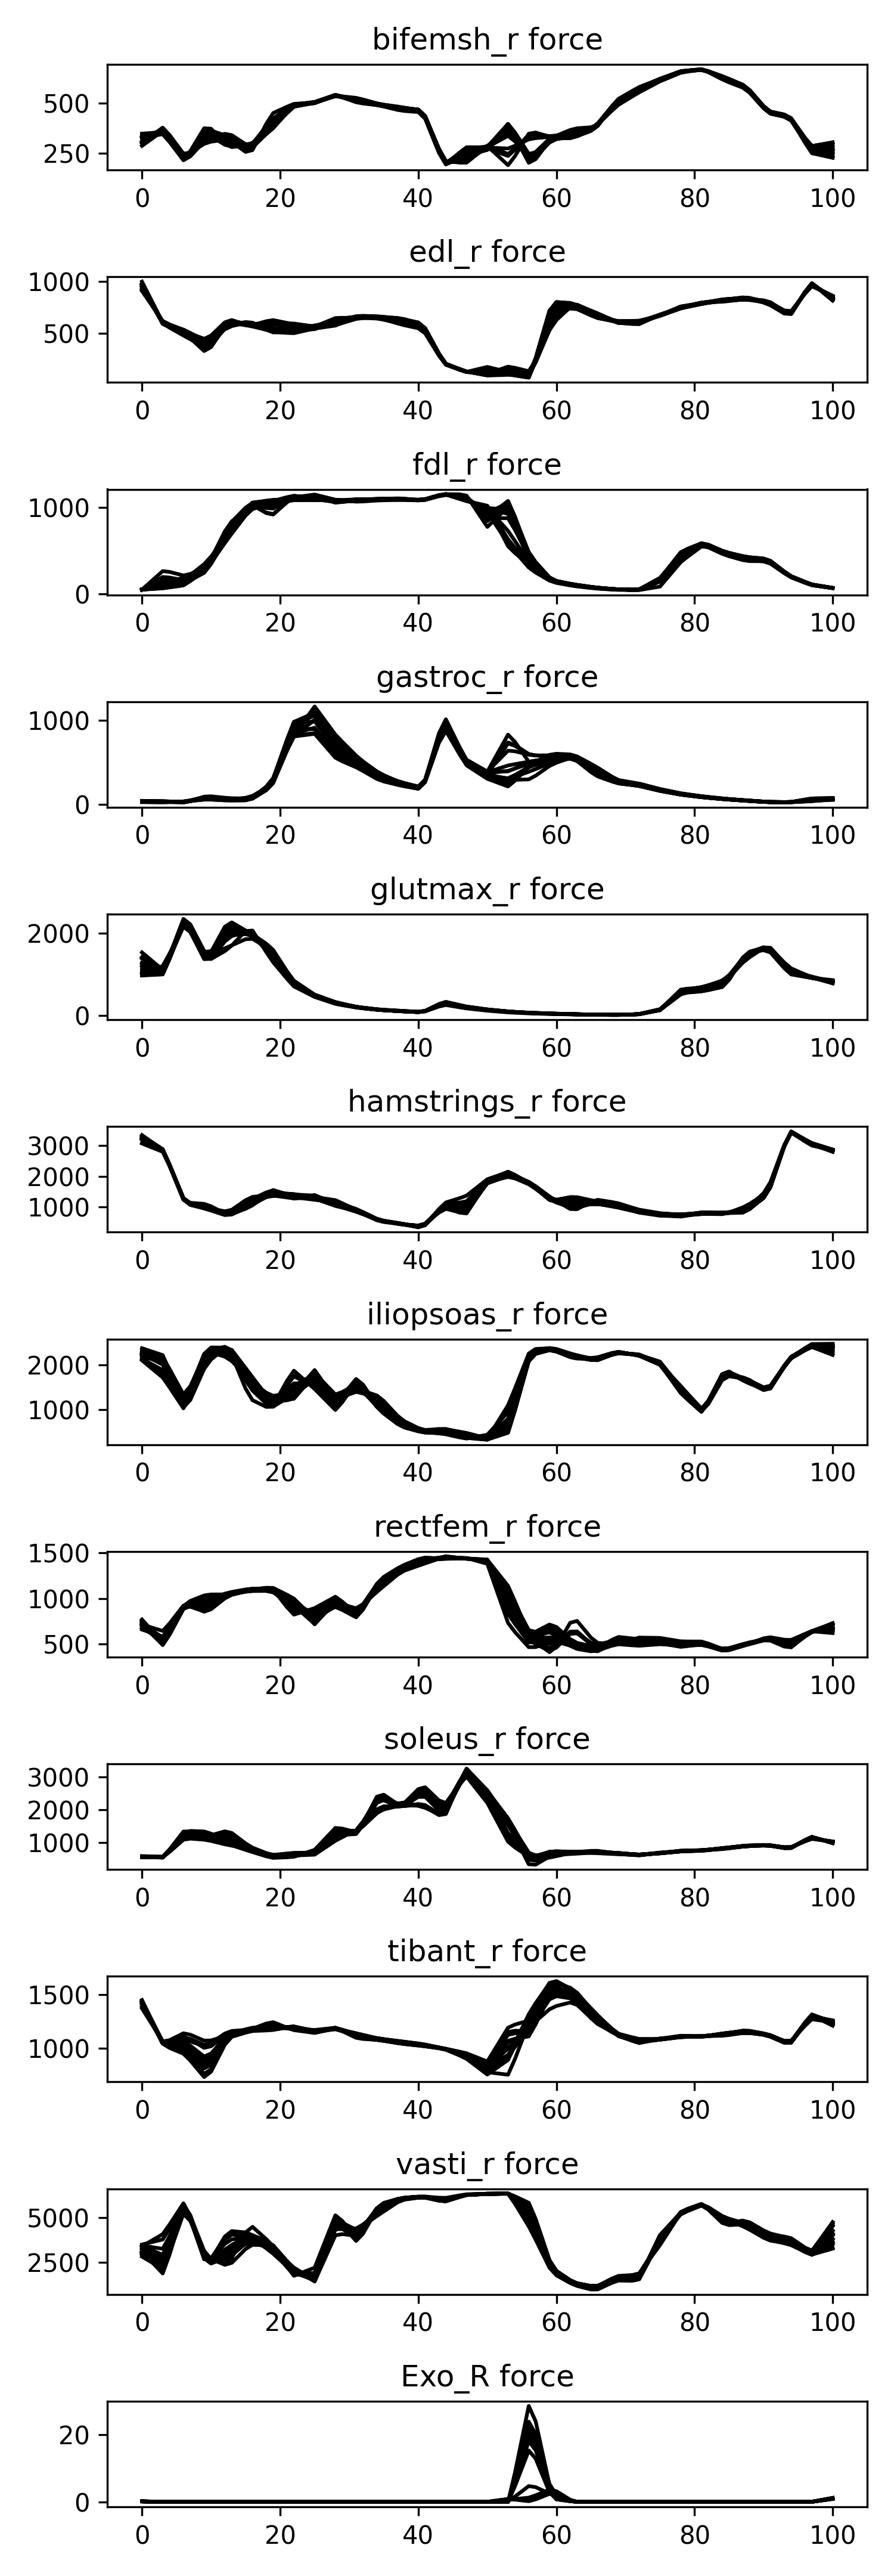 bifemsh_r force
500
250
0 20 40 60 80 100
edl_r force
1000
500
0 20 40 60 80 100
fdl_r force
1000
0
0 20 40 60 80 100
gastroc_r force
1000
0
0 20 40 60 80 100
glutmax_r force
2000
0
0 20 40 60 80 100
hamstrings_r force
3000
2000
1000
0 20 40 60 80 100
iliopsoas_r force
2000
1000
0 20 40 60 80 100
rectfem_r force
1500
1000
500
0 20 40 60 80 100
soleus_r force
3000
2000
1000
0 20 40 60 80 100
tibant_r force
1500
1000
0 20 40 60 80 100
vasti_r force
5000
2500
0 20 40 60 80 100
Exo_R force
20
0
0 20 40 60 80 100